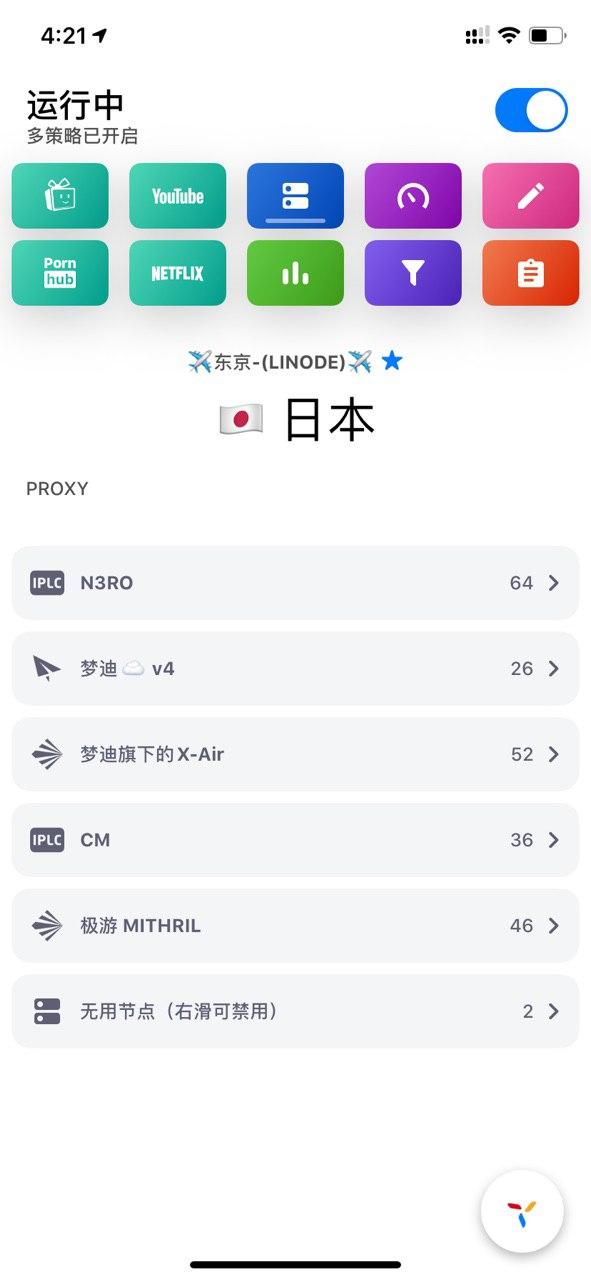 4:21
运行中
多策略已开启
YouTube
Porn
hub
NETFLIX
✈️东京-(LINODE)✈️ ★
🇯🇵 日本
PROXY
IPLC N3RO 64
梦迪☁️ v4 26
梦迪旗下的X-Air 52
IPLC CM 36
极游 MITHRIL 46
无用节点（右滑可禁用） 2